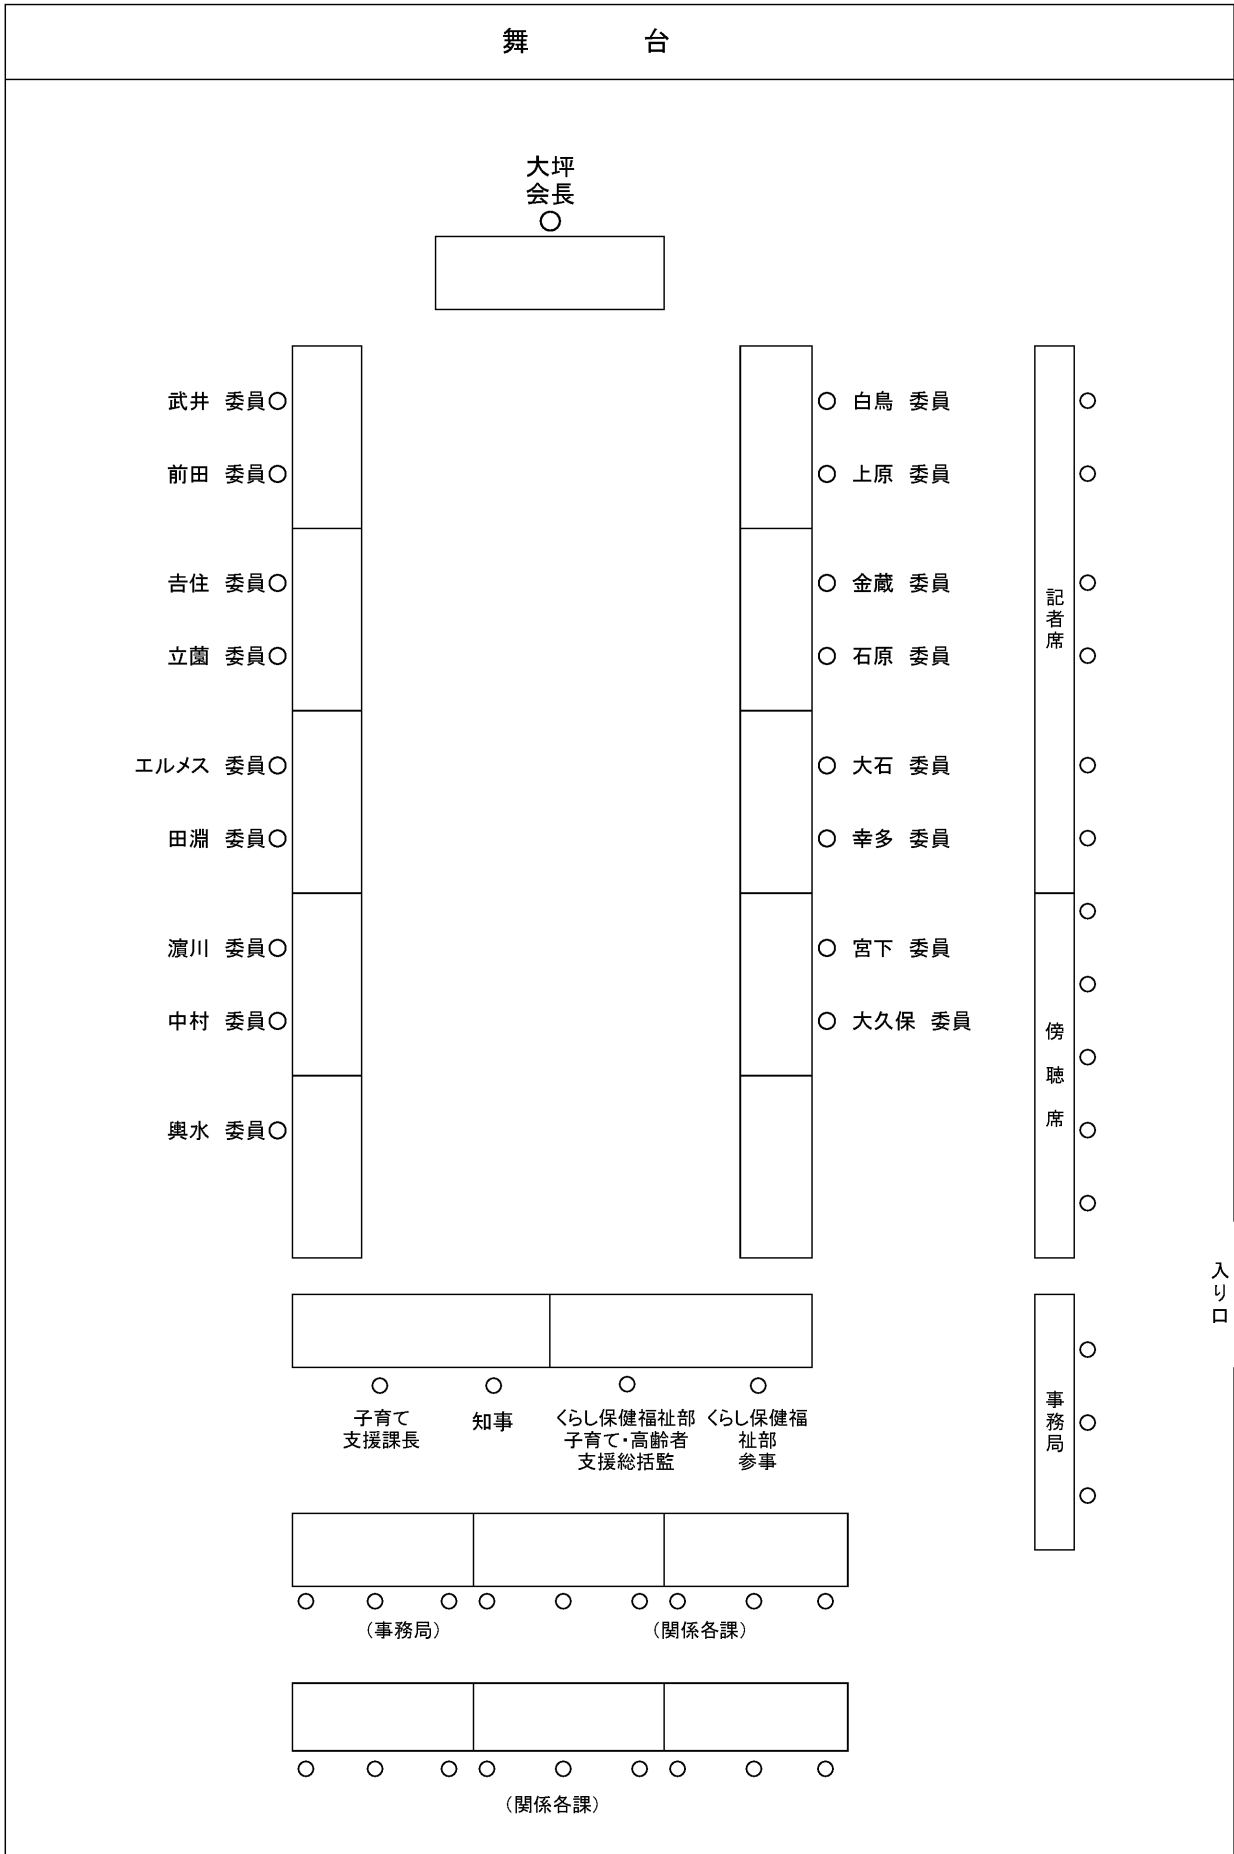 舞　台
大坪
会長
武井 委員
白鳥 委員
前田 委員
上原 委員
吉住 委員
金蔵 委員
立薗 委員
石原 委員
エルメス 委員
大石 委員
田淵 委員
幸多 委員
濵川 委員
宮下 委員
中村 委員
大久保 委員
輿水 委員
記者席
傍聴席
入り口
事務局
子育て
支援課長
知事
くらし保健福祉部
子育て・高齢者
支援総括監
くらし保健福
祉部
参事
（事務局）
（関係各課）
（関係各課）